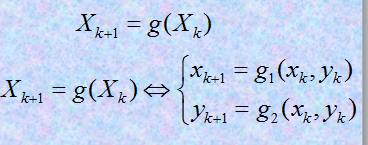 X_{k+1} = g(X_k)
X_{k+1} = g(X_k) ⇔ { x_{k+1} = g_1(x_k, y_k)
y_{k+1} = g_2(x_k, y_k)